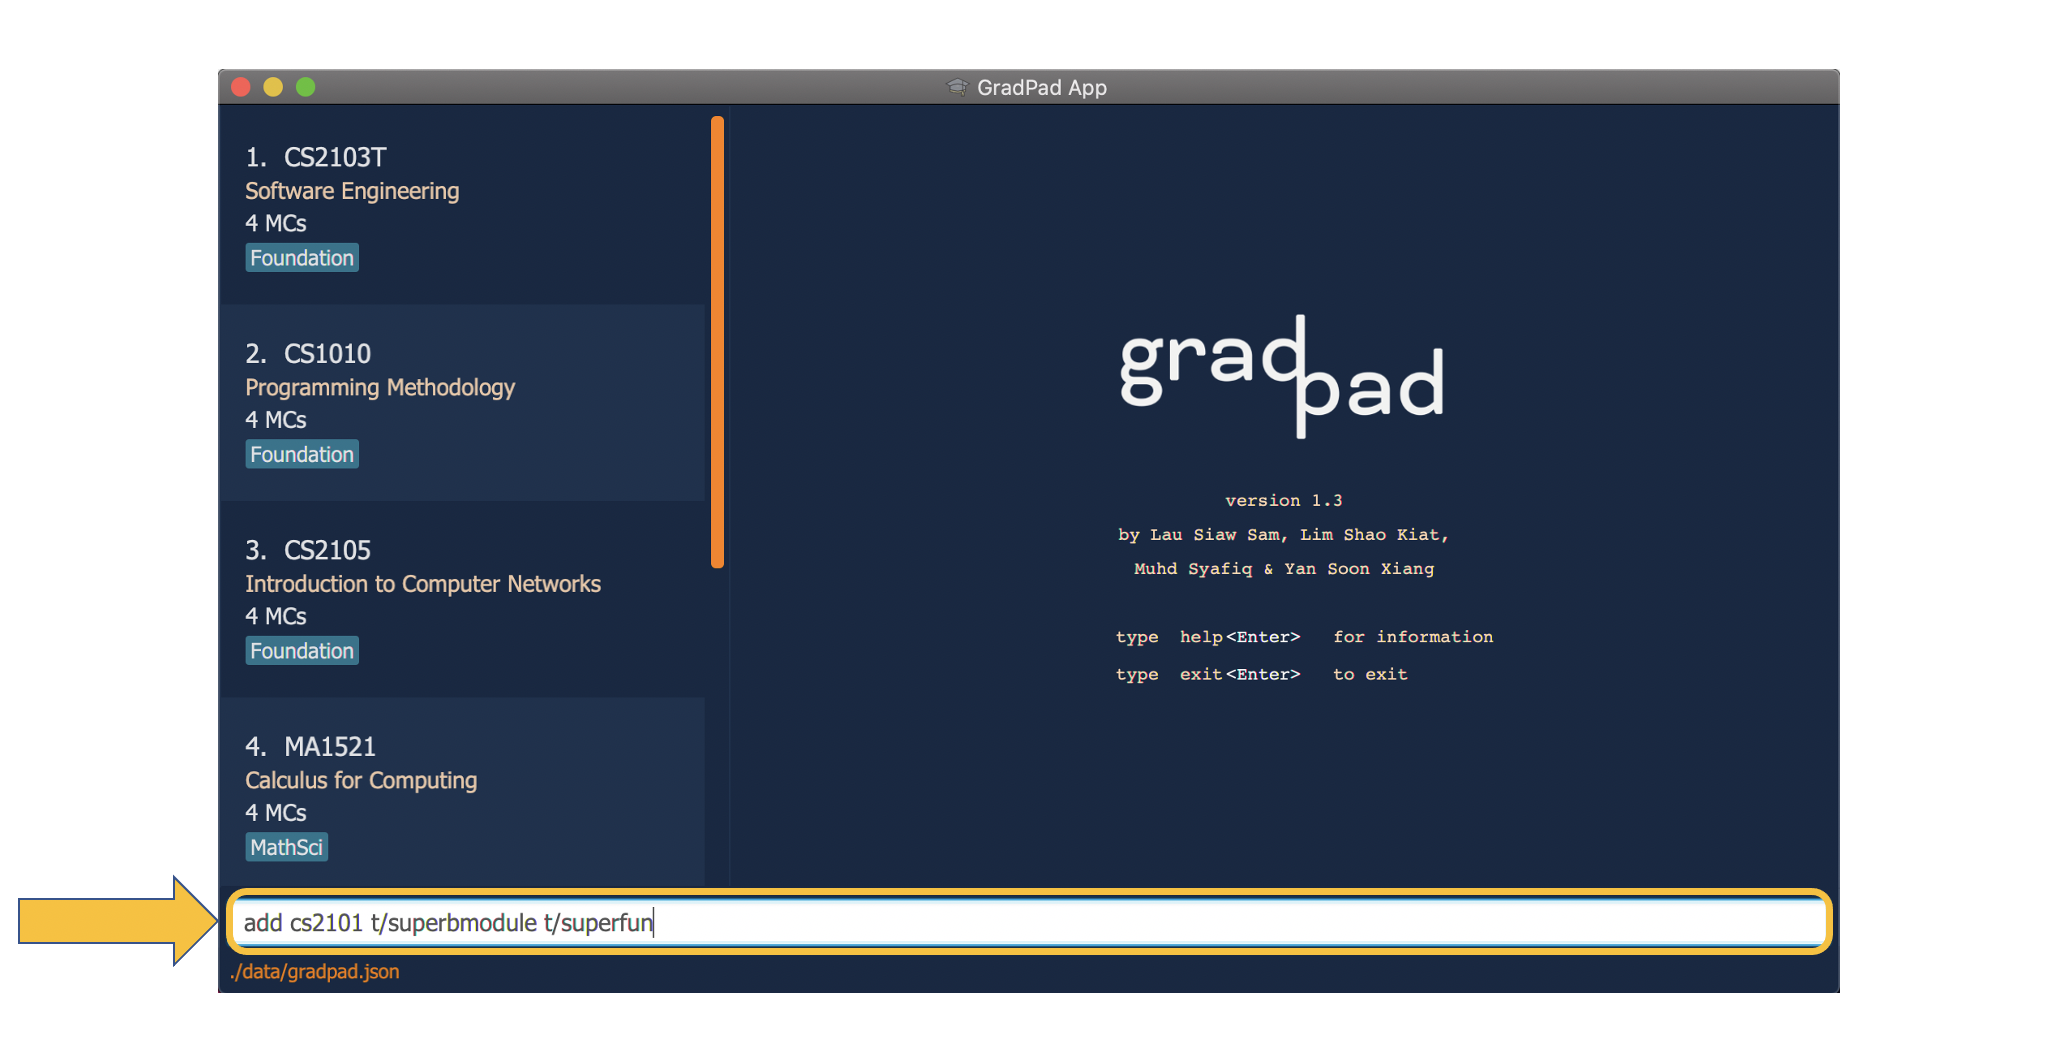 GradPad App
1. CS2103T
Software Engineering
4 MCs
Foundation
2. CS1010
Programming Methodology
4 MCs
Foundation
3. CS2105
Introduction to Computer Networks
4 MCs
Foundation
4. MA1521
Calculus for Computing
4 MCs
MathSci
gradpad
version 1.3
by Lau Siaw Sam, Lim Shao Kiat,
Muhd Syafiq & Yan Soon Xiang
type help<Enter> for information
type exit<Enter> to exit
add cs2101 t/superbmodule t/superfun
./data/gradpad.json